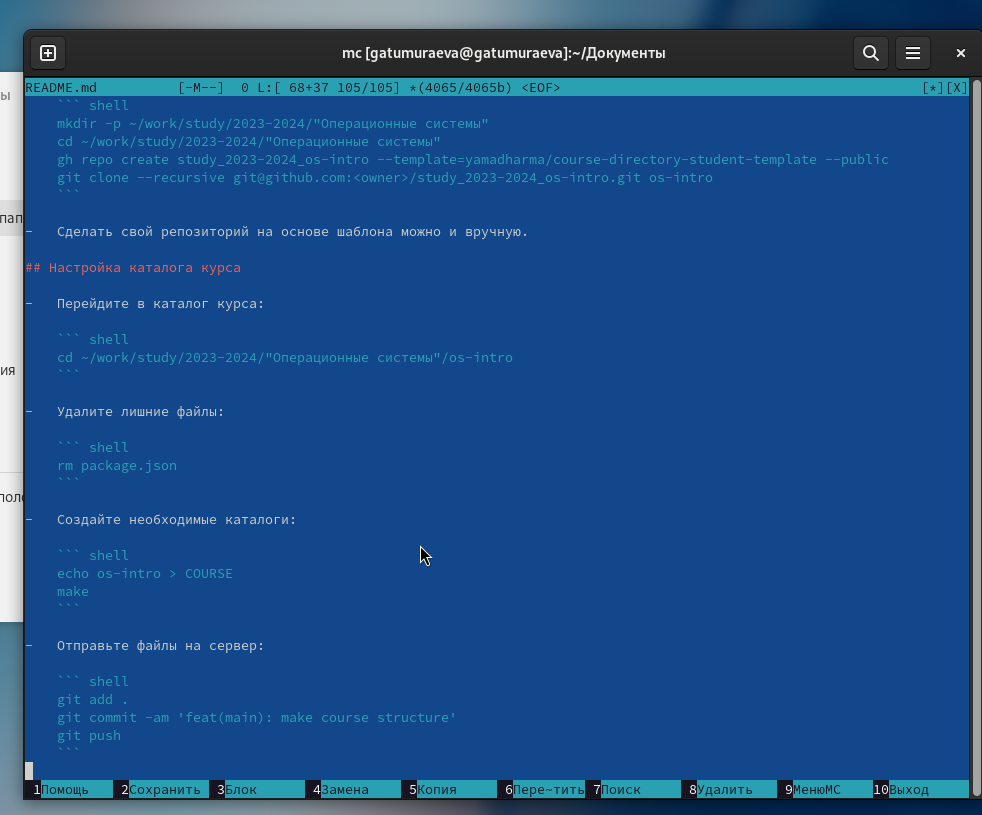 mc [gatumuraeva@gatumuraeva]:~/Документы
README.md [-M--] 0 L:[ 68+37 105/105] *(4065/4065b) <EOF> [*][X]
``` shell
mkdir -p ~/work/study/2023-2024/"Операционные системы"
cd ~/work/study/2023-2024/"Операционные системы"
gh repo create study_2023-2024_os-intro --template=yamadharma/course-directory-student-template --public
git clone --recursive git@github.com:<owner>/study_2023-2024_os-intro.git os-intro
```
- Сделать свой репозиторий на основе шаблона можно и вручную.
## Настройка каталога курса
- Перейдите в каталог курса:
``` shell
cd ~/work/study/2023-2024/"Операционные системы"/os-intro
```
- Удалите лишние файлы:
``` shell
rm package.json
```
- Создайте необходимые каталоги:
``` shell
echo os-intro > COURSE
make
```
- Отправьте файлы на сервер:
``` shell
git add .
git commit -am 'feat(main): make course structure'
git push
```
1Помощь 2Сохранить 3Блок 4Замена 5Копия 6Пере~тить 7Поиск 8Удалить 9МенюMC 10Выход